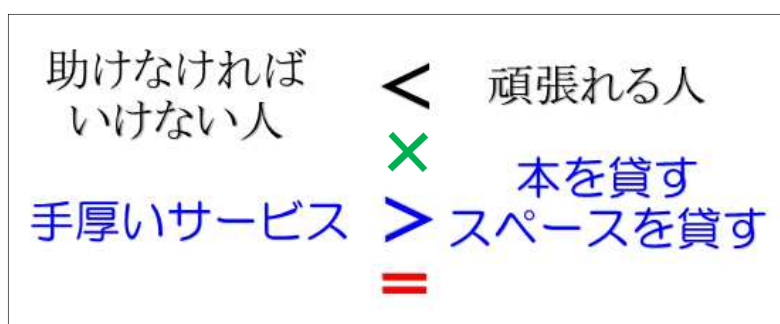 助けなければ
いけない人
<
頑張れる人
×
手厚いサービス
>
本を貸す
スペースを貸す
=